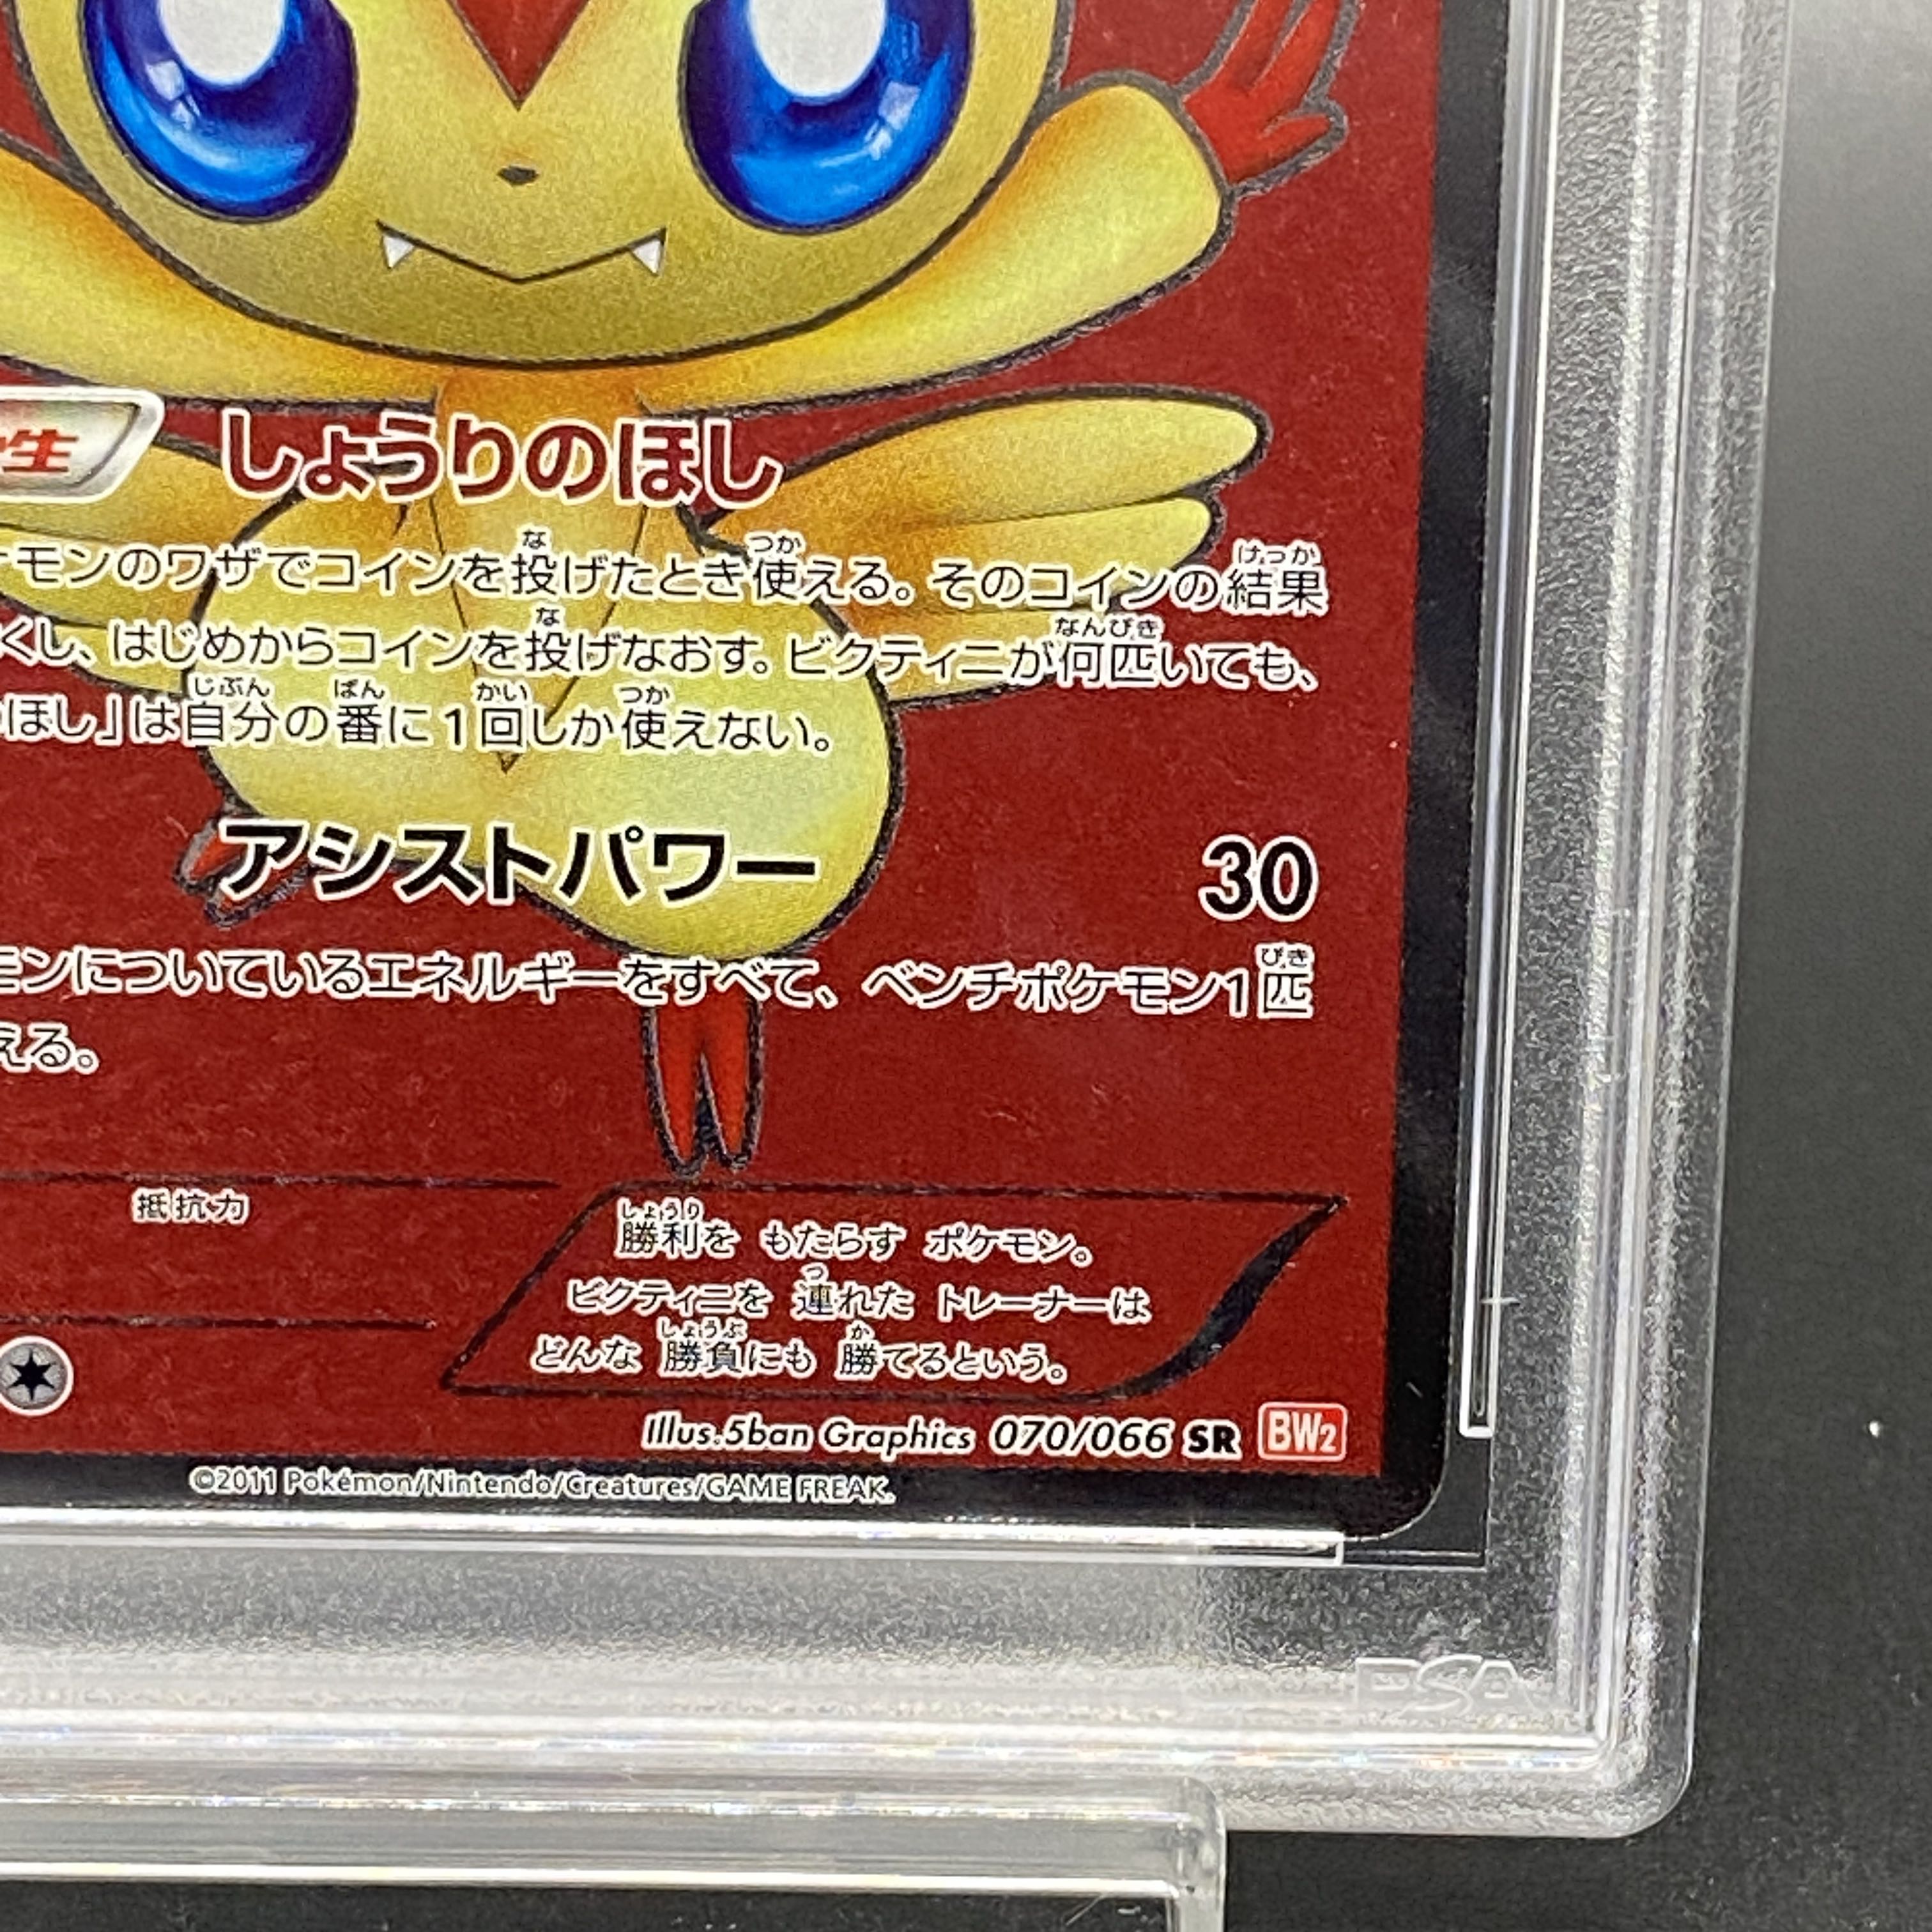 生 しょうりのほし
モンのワザでコインを投げたとき使える。そのコインの結果
くし、はじめからコインを投げなおす。ビクティニが何匹いても、
ほし」は自分の番に1回しか使えない。
アシストパワー 30
モンについているエネルギーをすべて、ベンチポケモン1匹
える。
抵抗力
勝利を もたらす ポケモン。
ビクティニを 連れた トレーナーは
どんな 勝負にも 勝てるという。
Illus.5ban Graphics 070/066 SR BW2
©2011 Pokémon/Nintendo/Creatures/GAME FREAK.
PSA